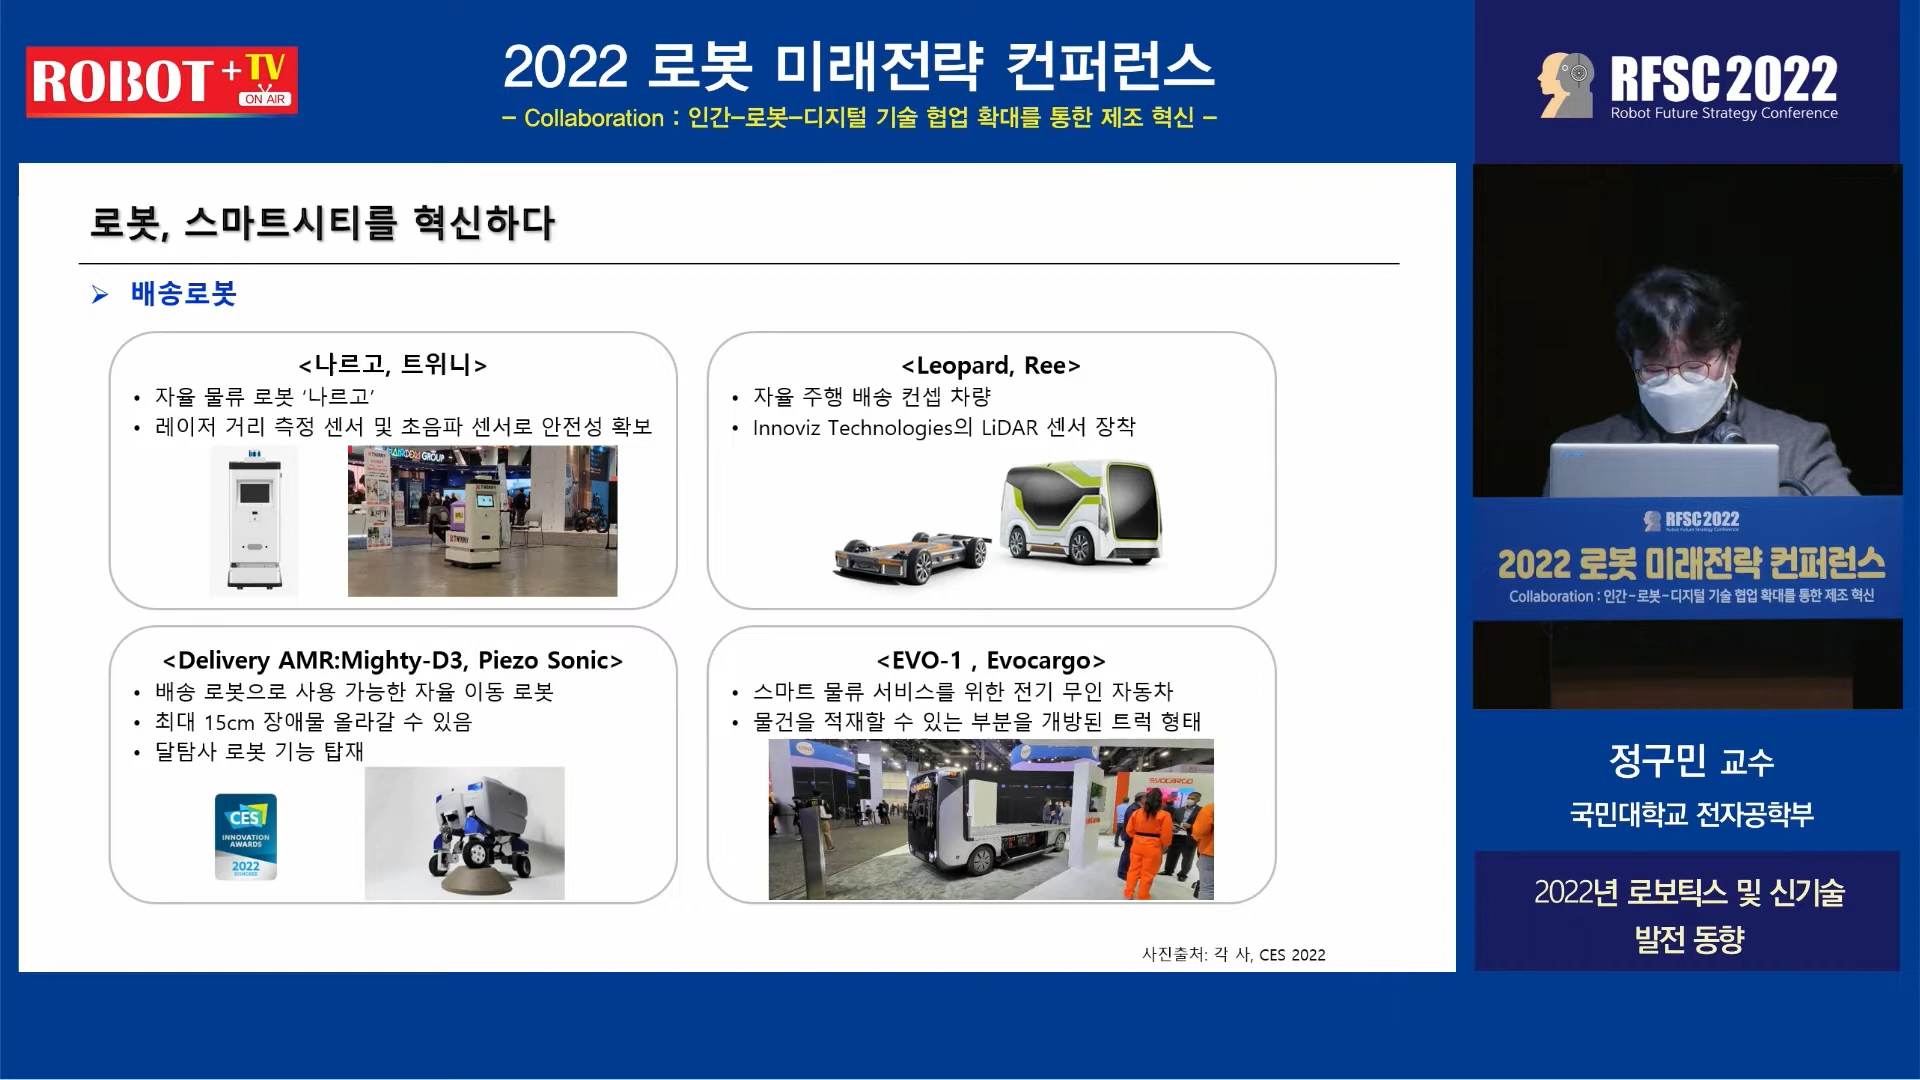 ROBOT+TV
ON AIR
2022 로봇 미래전략 컨퍼런스
– Collaboration : 인간–로봇–디지털 기술 협업 확대를 통한 제조 혁신 –
RFSC 2022
Robot Future Strategy Conference
로봇, 스마트시티를 혁신하다
➢ 배송로봇
<나르고, 트위니>
• 자율 물류 로봇 ‘나르고’
• 레이저 거리 측정 센서 및 초음파 센서로 안전성 확보
GROUP
TWINNY
<Leopard, Ree>
• 자율 주행 배송 컨셉 차량
• Innoviz Technologies의 LiDAR 센서 장착
<Delivery AMR:Mighty-D3, Piezo Sonic>
• 배송 로봇으로 사용 가능한 자율 이동 로봇
• 최대 15cm 장애물 올라갈 수 있음
• 달탐사 로봇 기능 탑재
CES
INNOVATION
AWARDS
2022
HONOREE
<EVO-1 , Evocargo>
• 스마트 물류 서비스를 위한 전기 무인 자동차
• 물건을 적재할 수 있는 부분을 개방된 트럭 형태
EVOCARGO
사진출처: 각 사, CES 2022
RFSC 2022
Robot Future Strategy Conference
2022 로봇 미래전략 컨퍼런스
Collaboration : 인간-로봇-디지털 기술 협업 확대를 통한 제조 혁신
정구민 교수
국민대학교 전자공학부
2022년 로보틱스 및 신기술
발전 동향